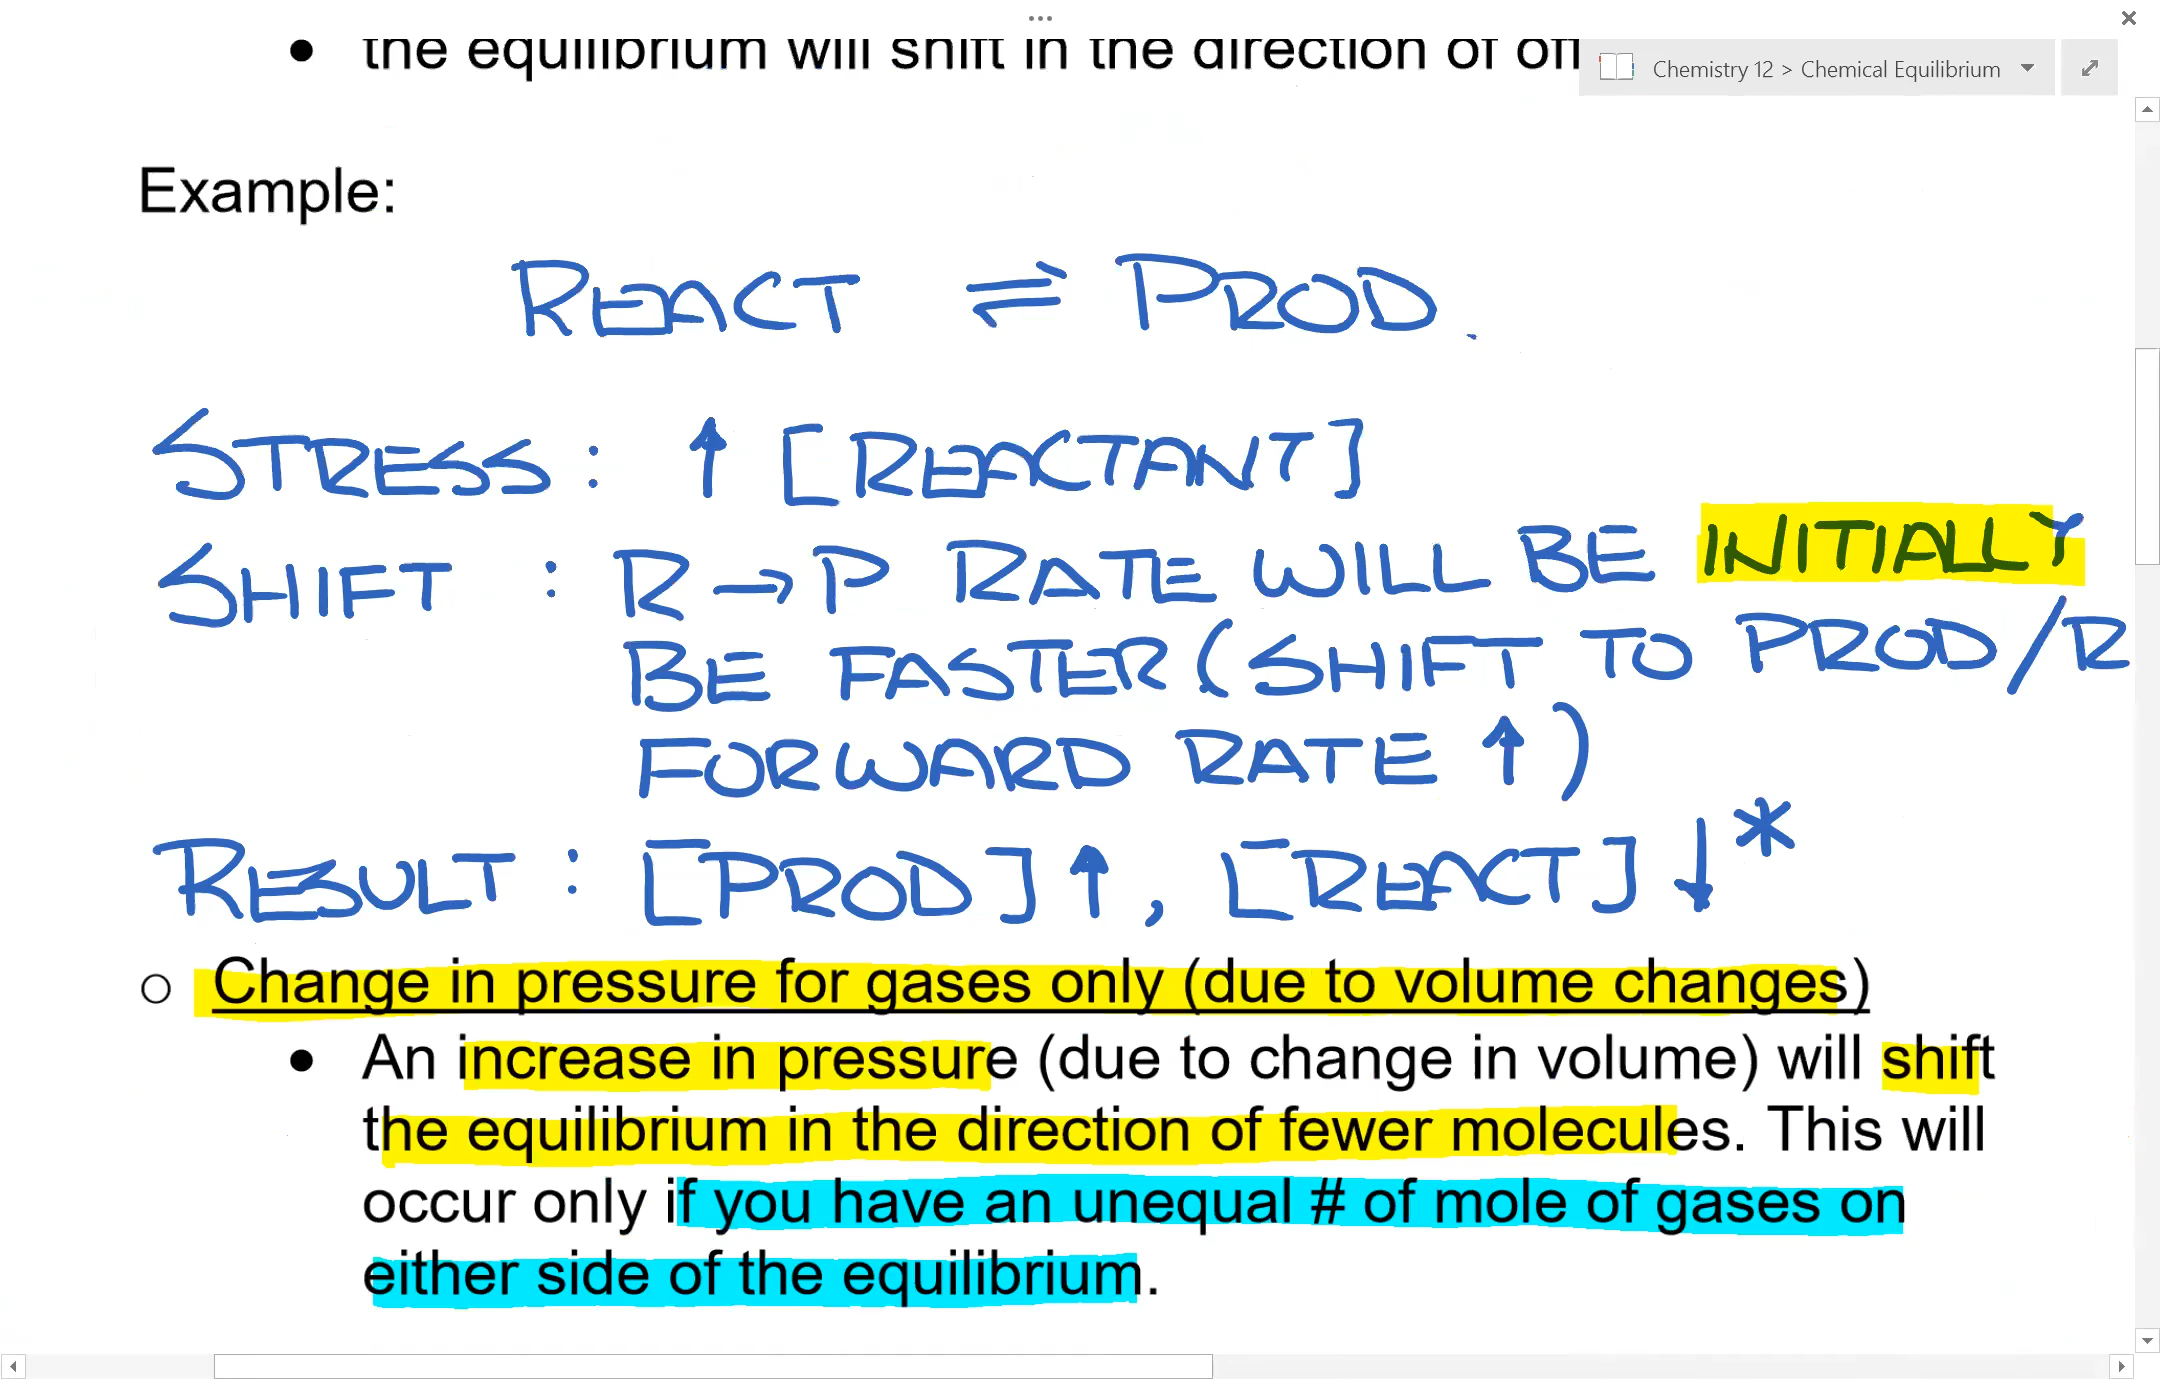 the equilibrium will shift in the direction of
Chemistry 12 > Chemical Equilibrium
Example:
REACT ⇌ PROD.
STRESS: ↑ [REACTANT]
SHIFT : R → P RATE WILL BE INITIALLY
BE FASTER (SHIFT TO PROD/R
FORWARD RATE ↑)
RESULT : [PROD] ↑, [REACT] ↓*
○ Change in pressure for gases only (due to volume changes)
• An increase in pressure (due to change in volume) will shift
the equilibrium in the direction of fewer molecules. This will
occur only if you have an unequal # of mole of gases on
either side of the equilibrium.